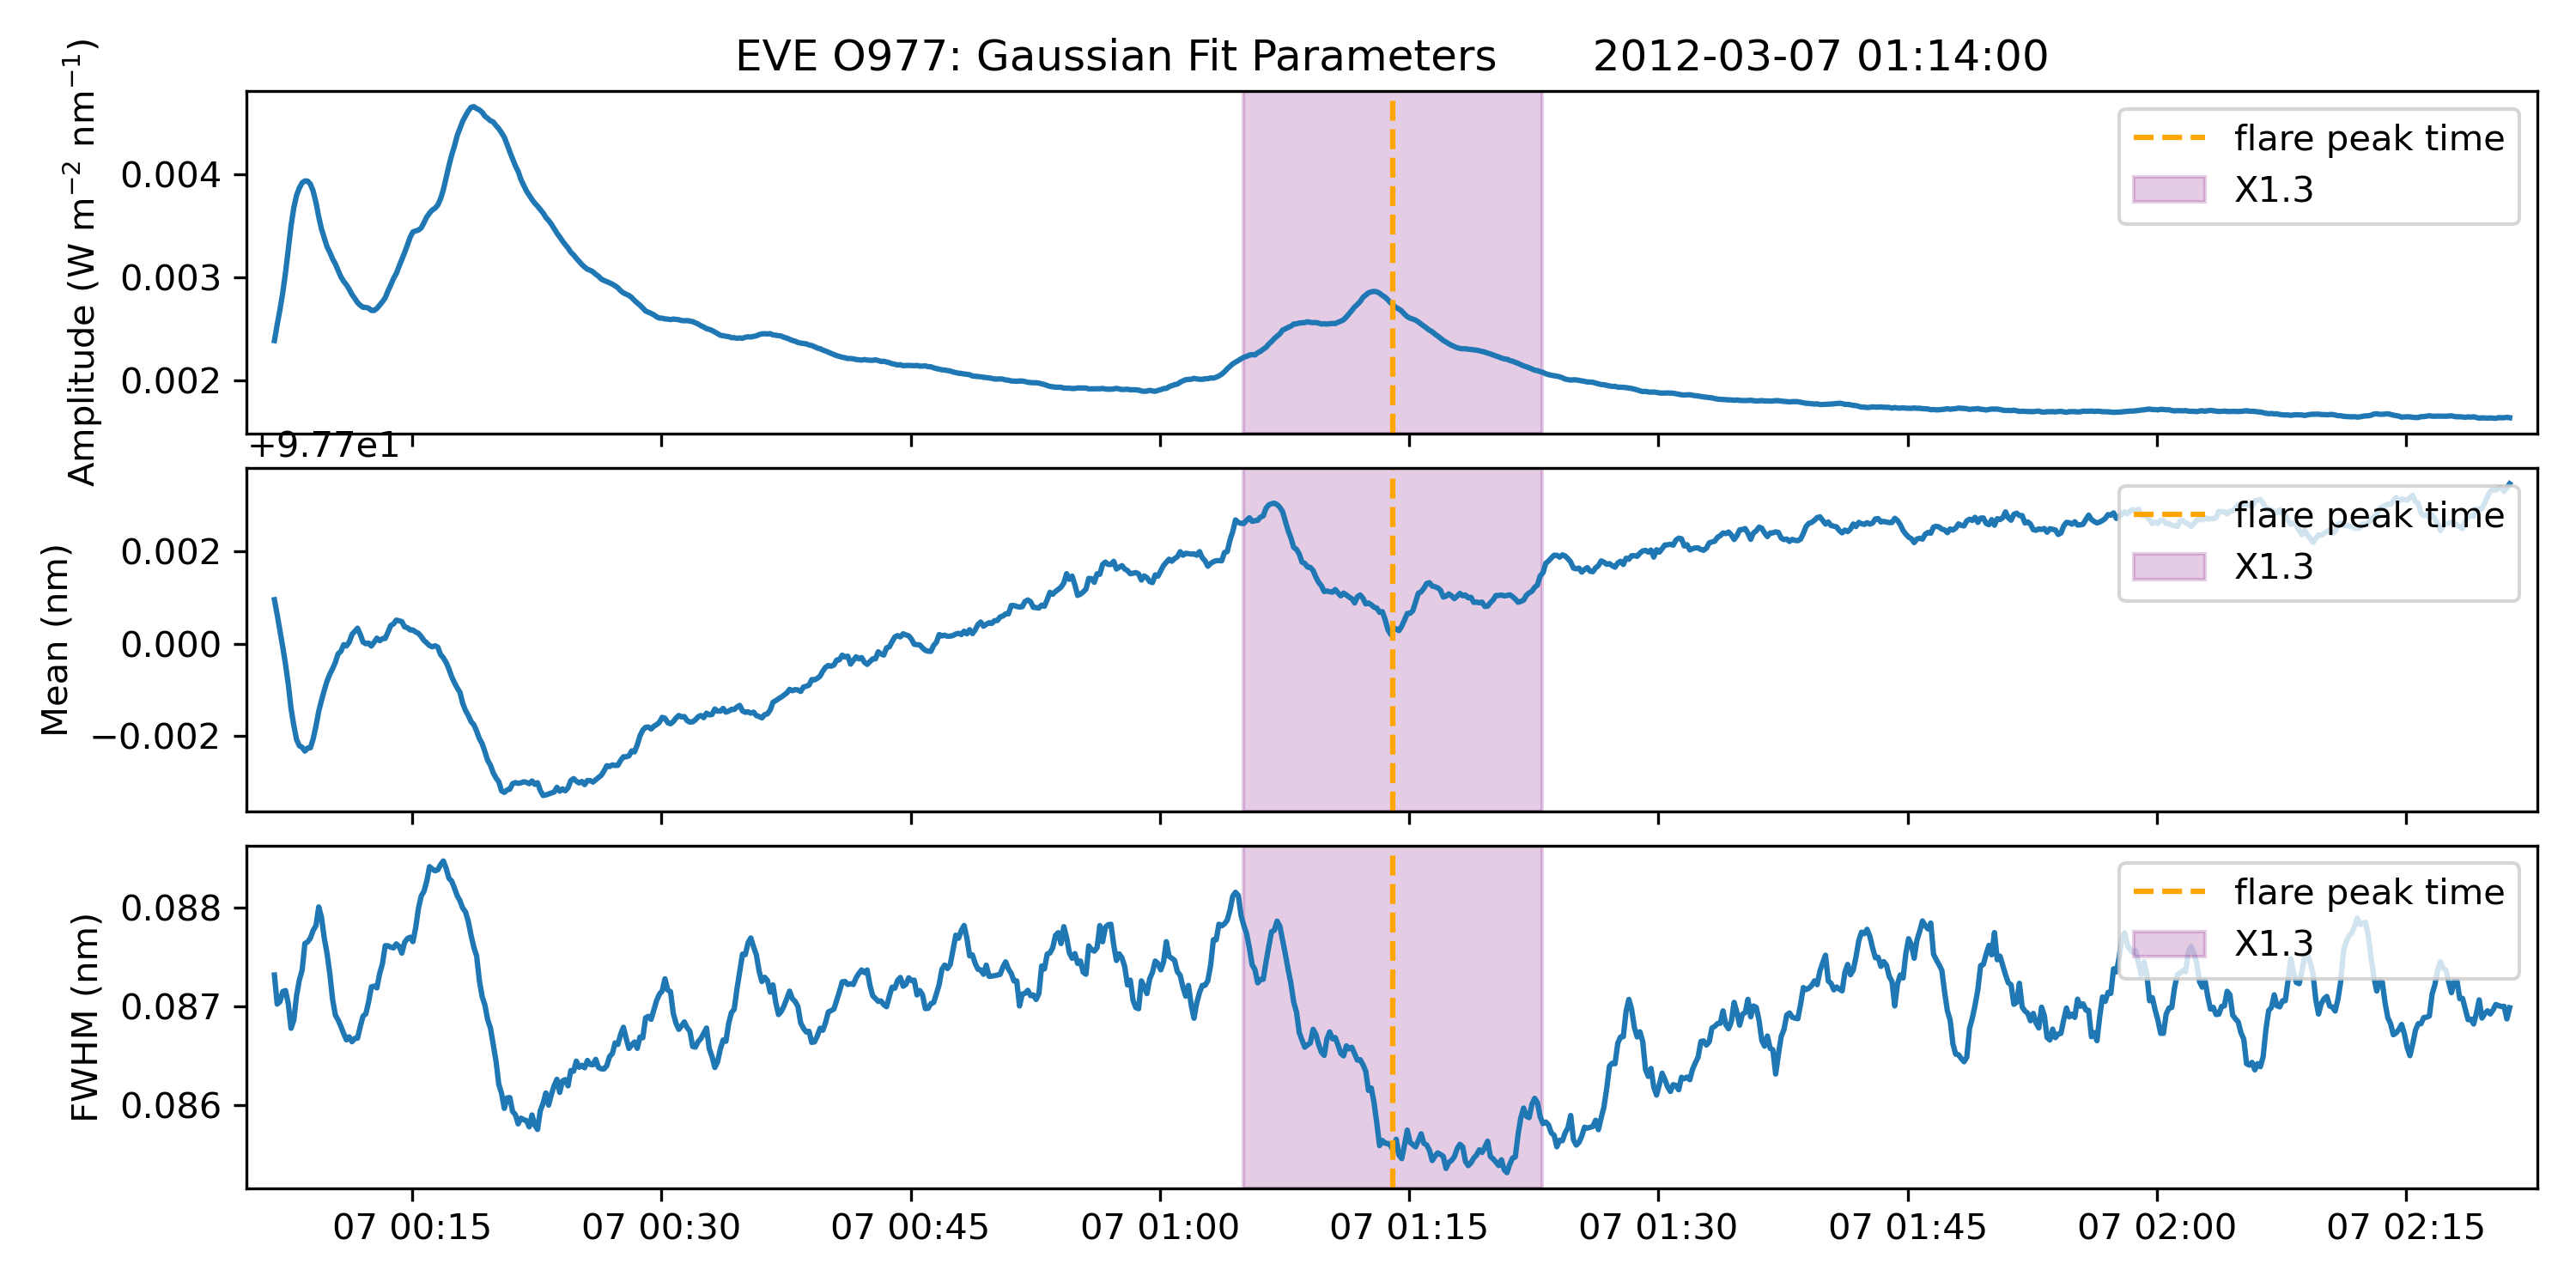 EVE O977: Gaussian Fit Parameters 2012-03-07 01:14:00
Amplitude (W m⁻² nm⁻¹)
0.004
0.003
0.002
flare peak time
X1.3
+9.77e1
Mean (nm)
0.002
0.000
−0.002
flare peak time
X1.3
FWHM (nm)
0.088
0.087
0.086
flare peak time
X1.3
07 00:15 07 00:30 07 00:45 07 01:00 07 01:15 07 01:30 07 01:45 07 02:00 07 02:15